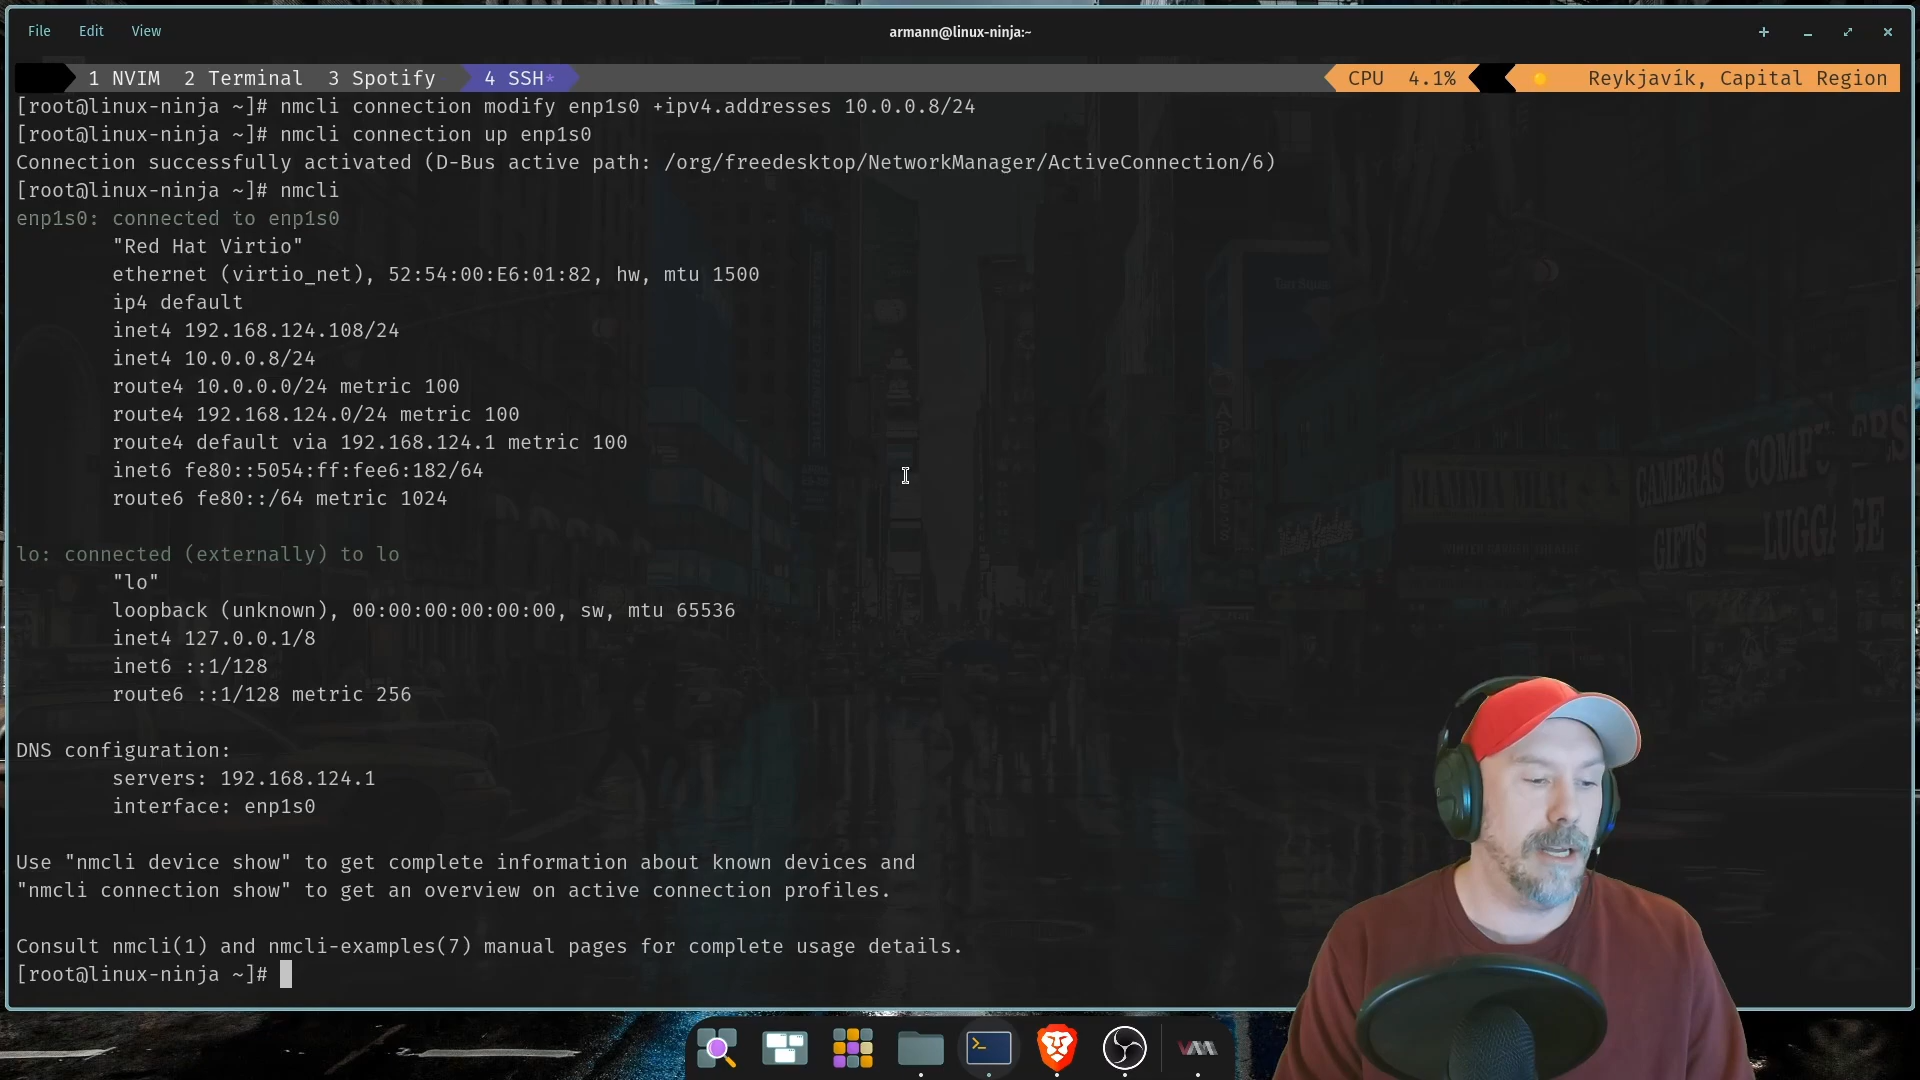 File Edit View
armann@linux-ninja:~
1 NVIM 2 Terminal 3 Spotify 4 SSH*
CPU 4.1% Reykjavík, Capital Region
[root@linux-ninja ~]# nmcli connection modify enp1s0 +ipv4.addresses 10.0.0.8/24
[root@linux-ninja ~]# nmcli connection up enp1s0
Connection successfully activated (D-Bus active path: /org/freedesktop/NetworkManager/ActiveConnection/6)
[root@linux-ninja ~]# nmcli
enp1s0: connected to enp1s0
"Red Hat Virtio"
ethernet (virtio_net), 52:54:00:E6:01:82, hw, mtu 1500
ip4 default
inet4 192.168.124.108/24
inet4 10.0.0.8/24
route4 10.0.0.0/24 metric 100
route4 192.168.124.0/24 metric 100
route4 default via 192.168.124.1 metric 100
inet6 fe80::5054:ff:fee6:182/64
route6 fe80::/64 metric 1024
lo: connected (externally) to lo
"lo"
loopback (unknown), 00:00:00:00:00:00, sw, mtu 65536
inet4 127.0.0.1/8
inet6 ::1/128
route6 ::1/128 metric 256
DNS configuration:
servers: 192.168.124.1
interface: enp1s0
Use "nmcli device show" to get complete information about known devices and
"nmcli connection show" to get an overview on active connection profiles.
Consult nmcli(1) and nmcli-examples(7) manual pages for complete usage details.
[root@linux-ninja ~]#
CAMERAS
GIFTS